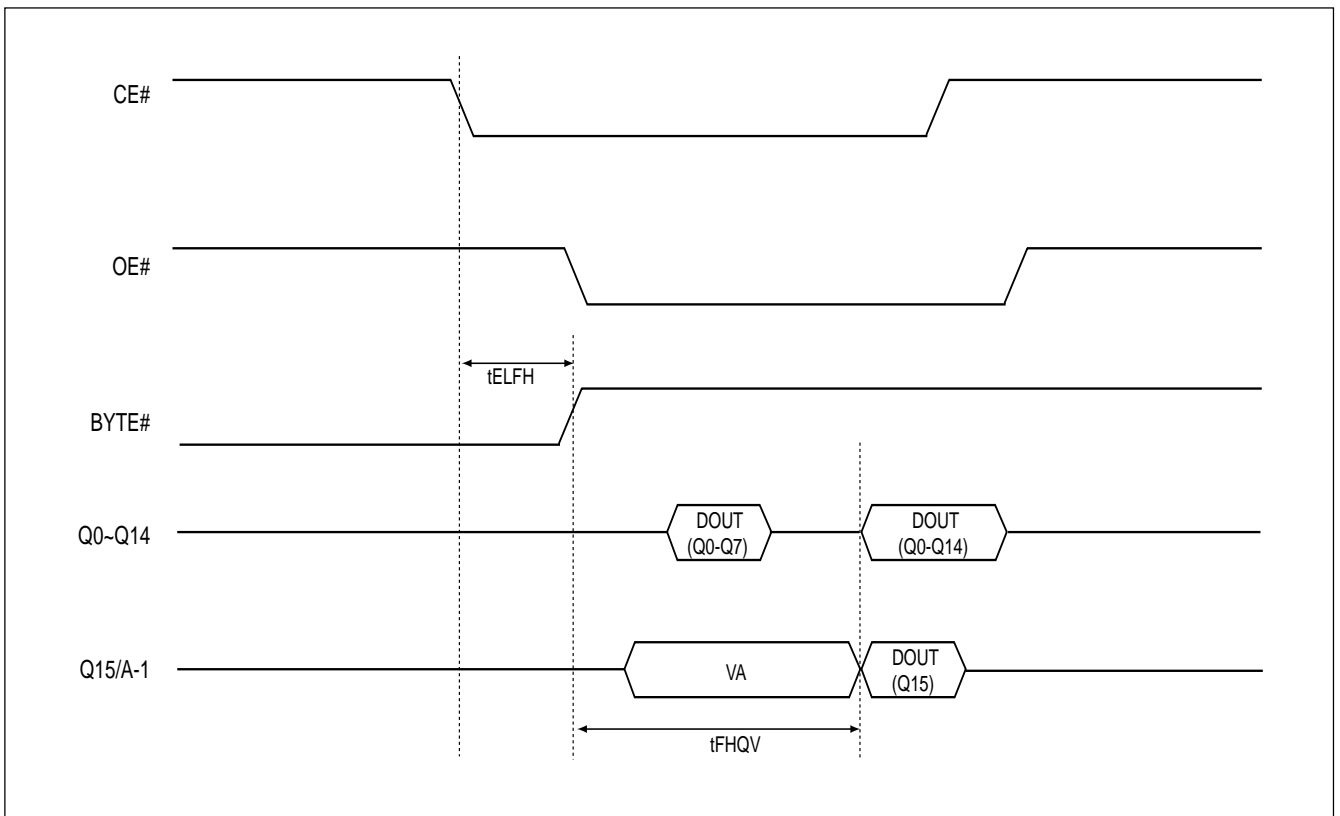 CE#
OE#
tELFH
BYTE#
Q0~Q14
DOUT
(Q0-Q7)
DOUT
(Q0-Q14)
Q15/A-1
VA
DOUT
(Q15)
tFHQV